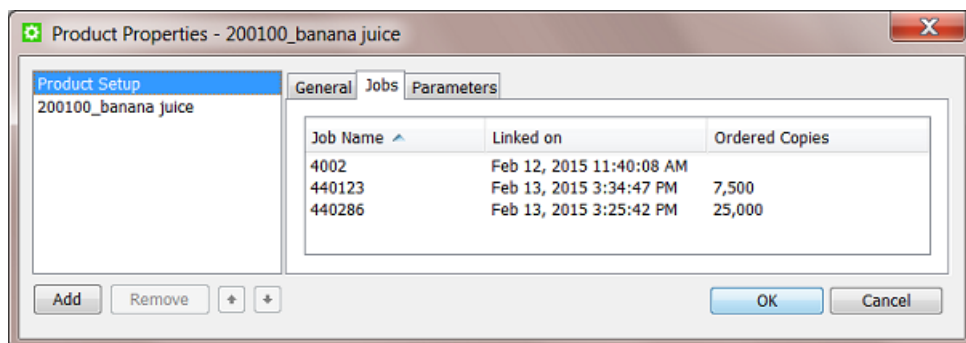 Product Properties - 200100_banana juice
Product Setup
200100_banana juice
General Jobs Parameters
Job Name Linked on Ordered Copies
4002 Feb 12, 2015 11:40:08 AM
440123 Feb 13, 2015 3:34:47 PM 7,500
440286 Feb 13, 2015 3:25:42 PM 25,000
Add Remove OK Cancel